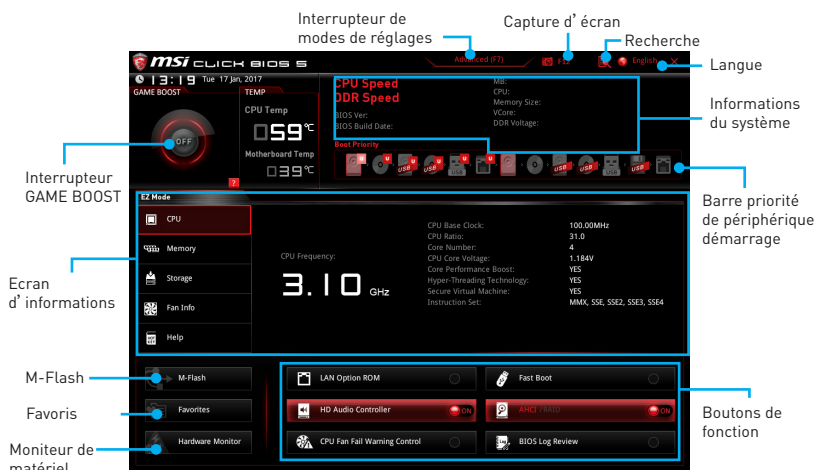 Interrupteur de
modes de réglages
Capture d'écran
Recherche
msi CLICK BIOS 5
Advanced (F7)
F12
English
X
Langue
13:19 Tue 17 Jan, 2017
GAME BOOST
TEMP
CPU Speed
DDR Speed
MB:
CPU:
Memory Size:
VCore:
DDR Voltage:
BIOS Ver:
BIOS Build Date:
Informations
du système
CPU Temp
59°C
OFF
Motherboard Temp
39°C
?
Boot Priority
U U U U U U
USB USB USB USB USB USB
Interrupteur
GAME BOOST
Barre priorité
de périphérique
démarrage
EZ Mode
CPU
Memory
Storage
Fan Info
Help
CPU Frequency:
3.10 GHz
CPU Base Clock: 100.00MHz
CPU Ratio: 31.0
Core Number: 4
CPU Core Voltage: 1.184V
Core Performance Boost: YES
Hyper-Threading Technology: YES
Secure Virtual Machine: YES
Instruction Set: MMX, SSE, SSE2, SSE3, SSE4
Ecran
d'informations
M-Flash
M-Flash
LAN Option ROM
Fast Boot
Favoris
Favorites
HD Audio Controller ON
AHCI /RAID ON
Boutons de
fonction
Moniteur de
matériel
Hardware Monitor
CPU Fan Fail Warning Control
BIOS Log Review